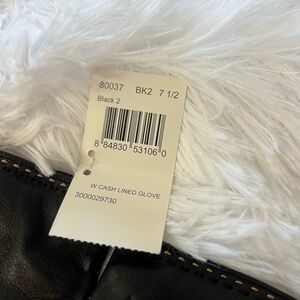 80037 BK2 7 1/2
Black 2
8 84830 53106 0
W CASH LINED GLOVE
3000029730